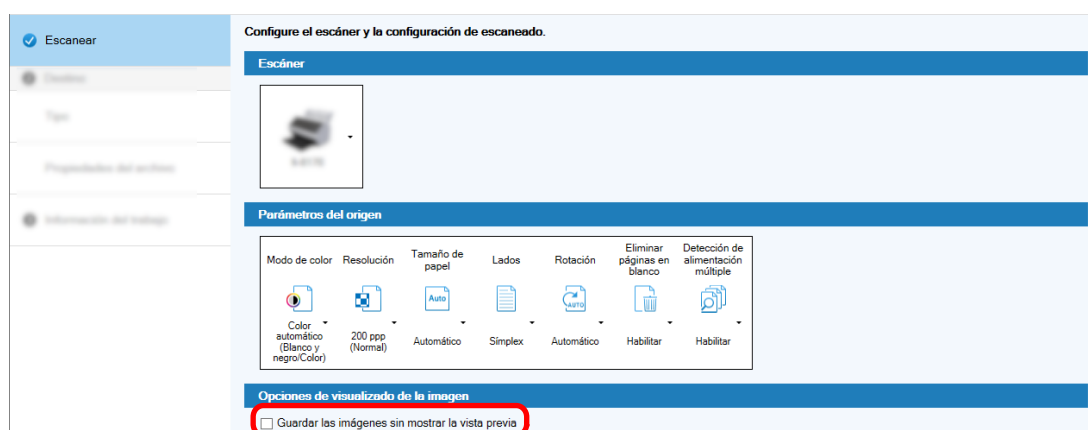 Configure el escáner y la configuración de escaneado.
Escanear
Escáner
Parámetros del origen
Modo de color
Resolución
Tamaño de
papel
Lados
Rotación
Eliminar
páginas en
blanco
Detección de
alimentación
múltiple
Auto
AUTO
Color
automático
(Blanco y
negro/Color)
200 ppp
(Normal)
Automático
Símplex
Automático
Habilitar
Habilitar
Opciones de visualizado de la imagen
Guardar las imágenes sin mostrar la vista previa